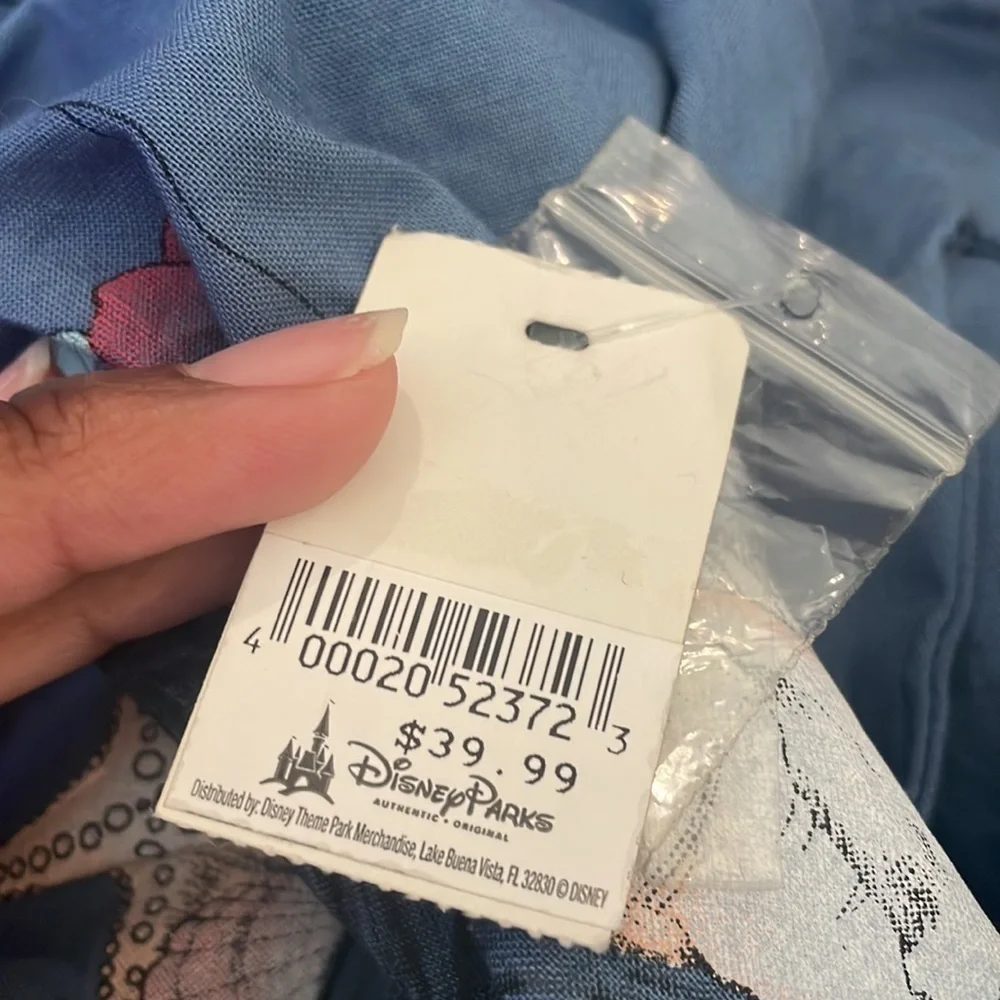 4 00020 52372 3
$39.99
Disney Parks
AUTHENTIC • ORIGINAL
Distributed by: Disney Theme Park Merchandise, Lake Buena Vista, FL 32830 © DISNEY